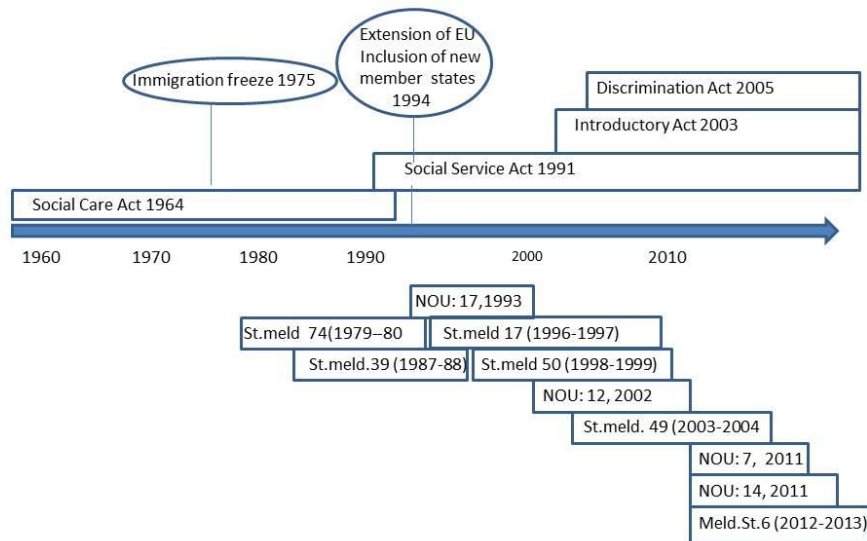 Extension of EU
Inclusion of new
member states
1994
Immigration freeze 1975
Discrimination Act 2005
Introductory Act 2003
Social Service Act 1991
Social Care Act 1964
1960 1970 1980 1990 2000 2010
NOU: 17,1993
St.meld 74(1979--80 St.meld 17 (1996-1997)
St.meld.39 (1987-88) St.meld 50 (1998-1999)
NOU: 12, 2002
St.meld. 49 (2003-2004
NOU: 7, 2011
NOU: 14, 2011
Meld.St.6 (2012-2013)